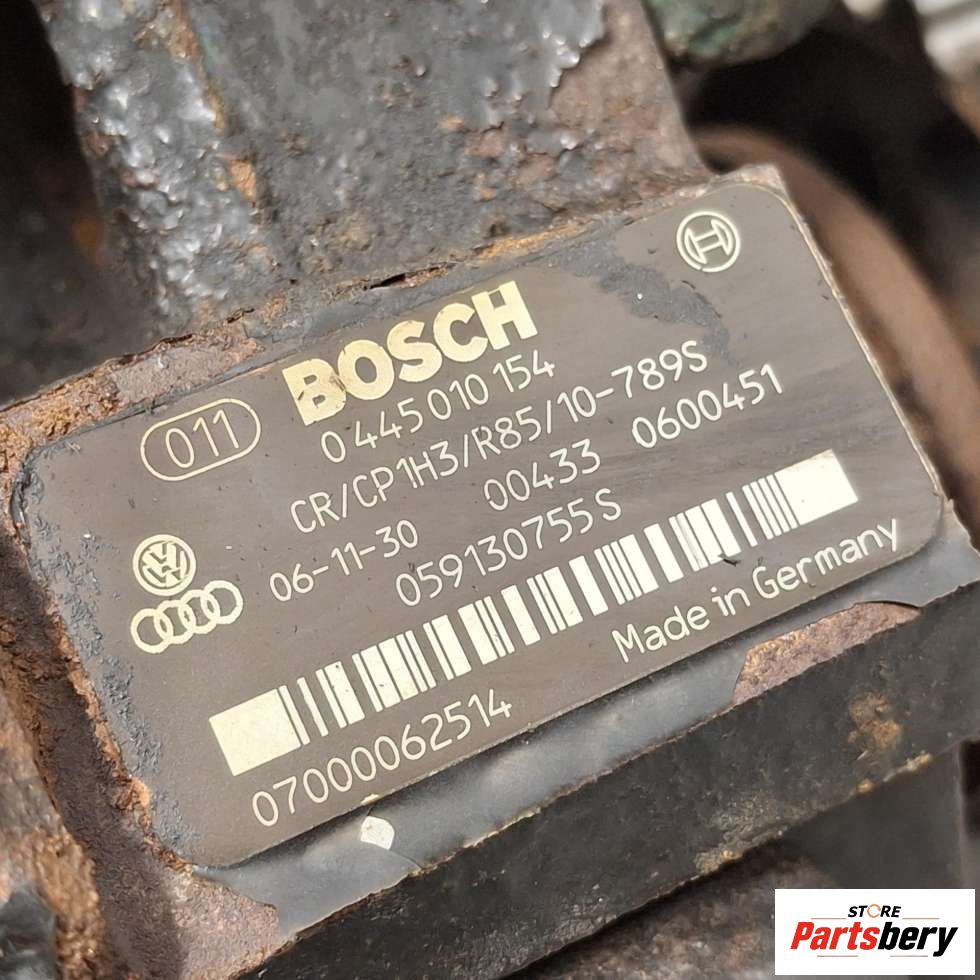 BOSCH
011
0 445 010 154
CR/CP1H3/R85/10-789S
06-11-30 00433 0600451
059130755S
Made in Germany
07000062514
STORE
Partsbery